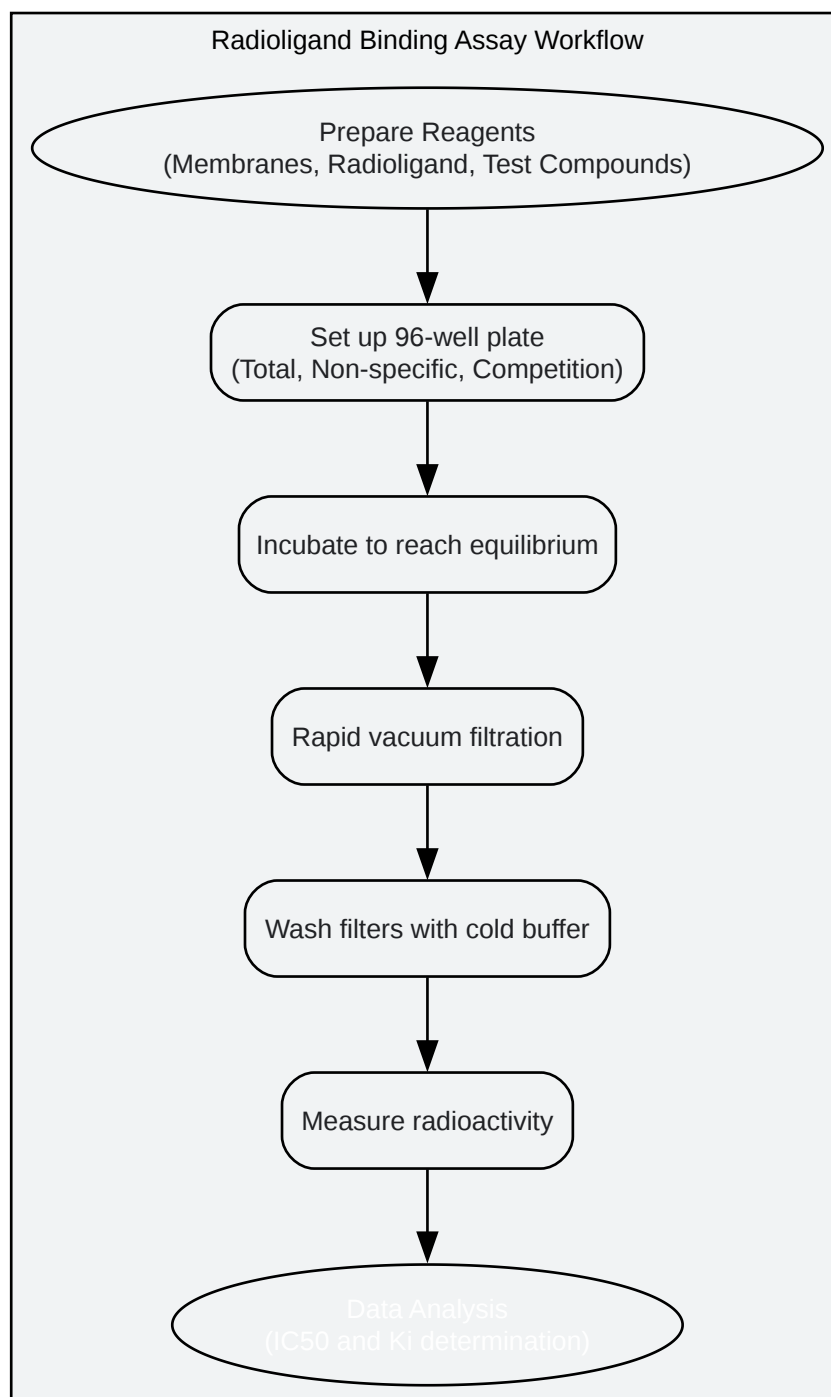 Radioligand Binding Assay Workflow
Prepare Reagents
(Membranes, Radioligand, Test Compounds)
Set up 96-well plate
(Total, Non-specific, Competition)
Incubate to reach equilibrium
Rapid vacuum filtration
Wash filters with cold buffer
Measure radioactivity
Data Analysis
(IC50 and Ki determination)